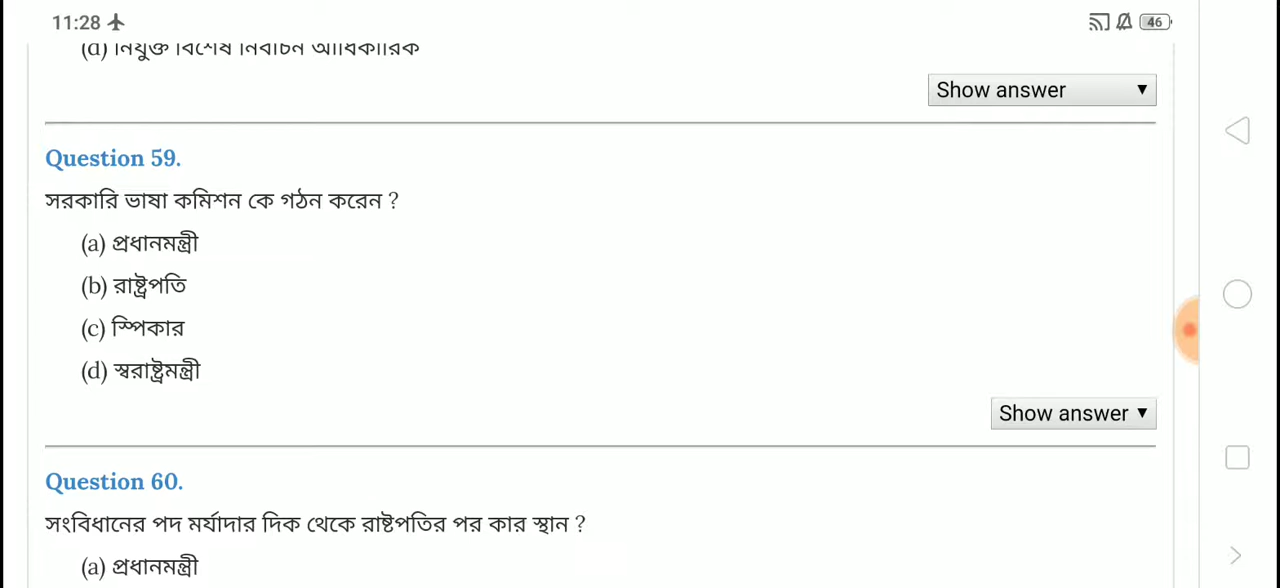 11:28
46
(d) নিযুক্ত বিশেষ নির্বাচন আধিকারিক
Show answer
Question 59.
সরকারি ভাষা কমিশন কে গঠন করেন ?
(a) প্রধানমন্ত্রী
(b) রাষ্ট্রপতি
(c) স্পিকার
(d) স্বরাষ্ট্রমন্ত্রী
Show answer
Question 60.
সংবিধানের পদ মর্যাদার দিক থেকে রাষ্টপতির পর কার স্থান ?
(a) প্রধানমন্ত্রী